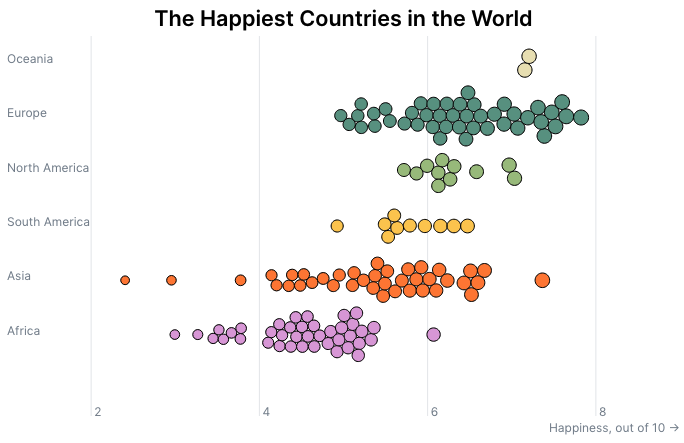 The Happiest Countries in the World
Oceania
Europe
North America
South America
Asia
Africa
2 4 6 8
Happiness, out of 10 →